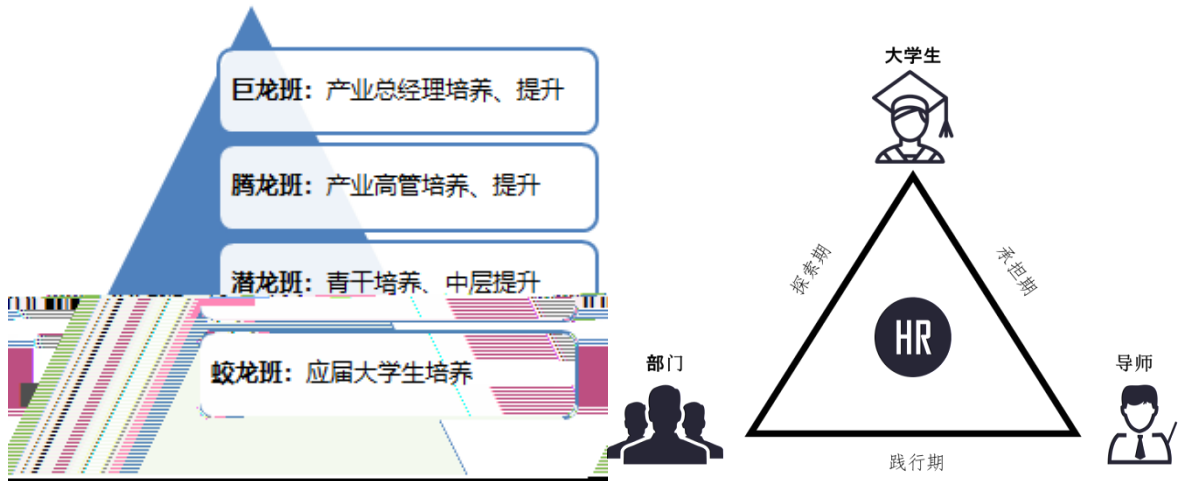 巨龙班：产业总经理培养、提升
腾龙班：产业高管培养、提升
潜龙班：青干培养、中层提升
蛟龙班：应届大学生培养
大学生
探索期
承担期
HR
部门
导师
践行期